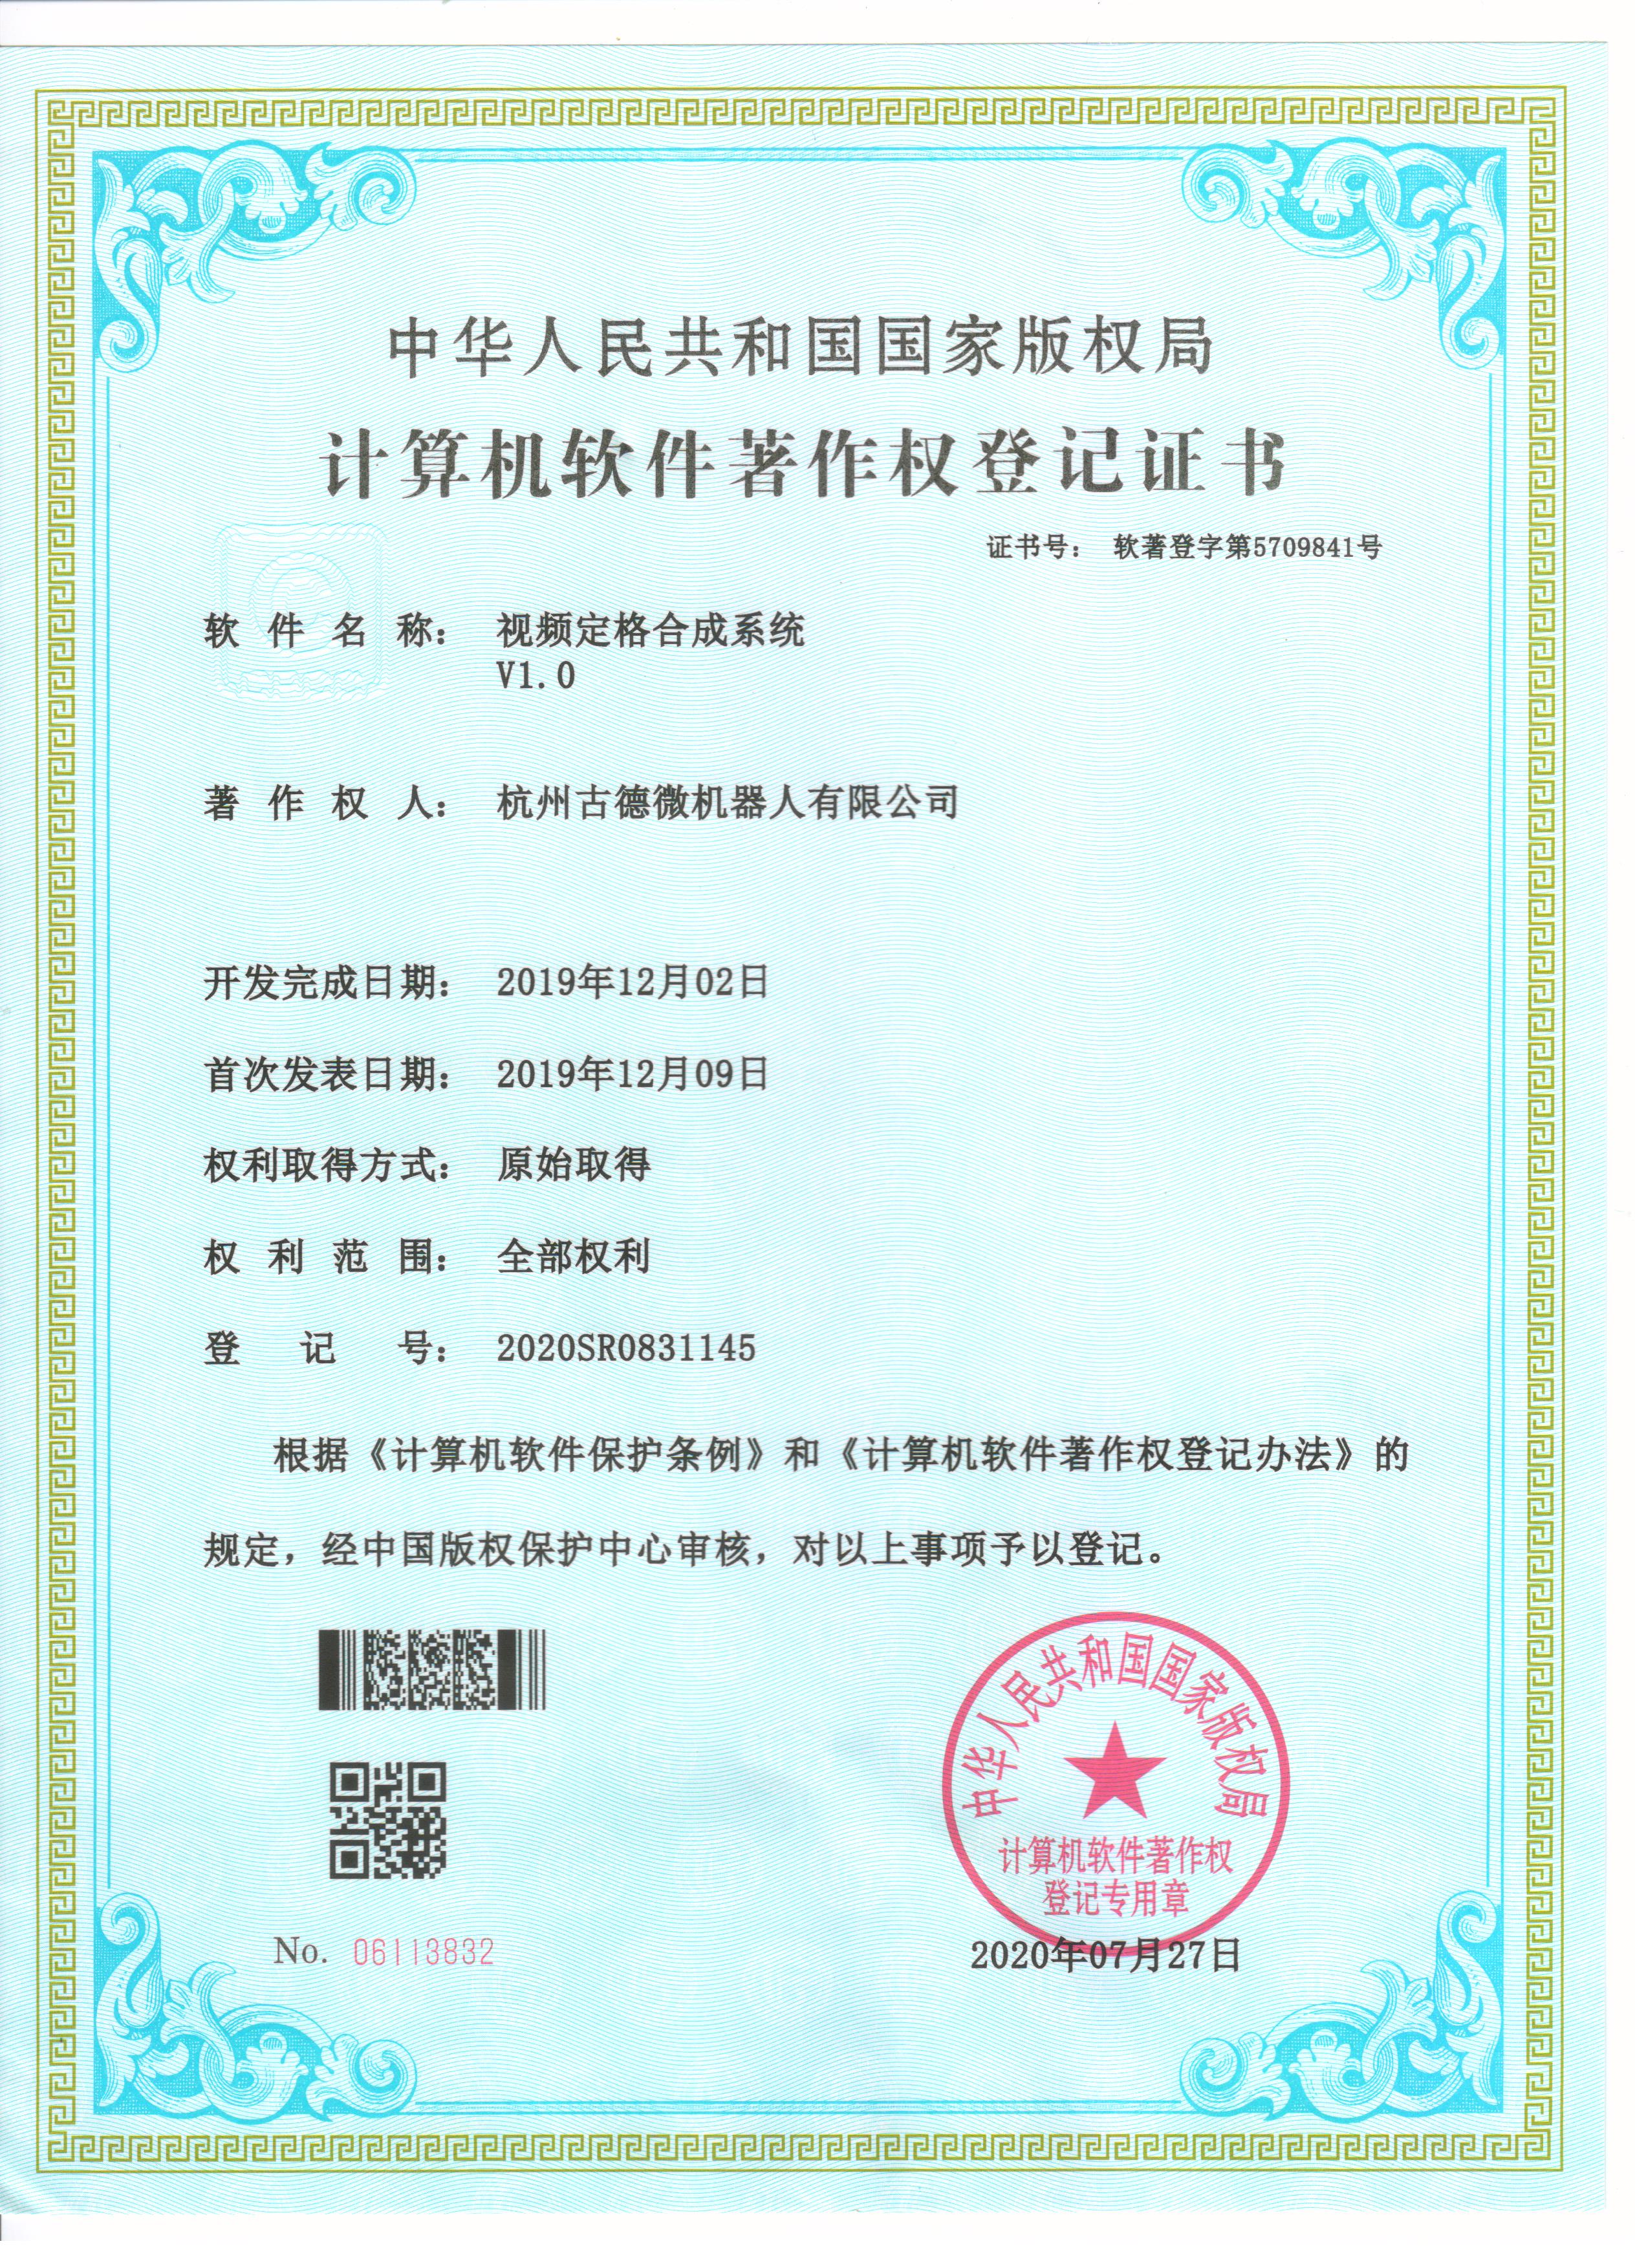 中华人民共和国国家版权局
计算机软件著作权登记证书
证书号： 软著登字第5709841号
软件名称： 视频定格合成系统
V1.0
著作权人： 杭州古德微机器人有限公司
开发完成日期： 2019年12月02日
首次发表日期： 2019年12月09日
权利取得方式： 原始取得
权利范围： 全部权利
登记号： 2020SR0831145
根据《计算机软件保护条例》和《计算机软件著作权登记办法》的
规定，经中国版权保护中心审核，对以上事项予以登记。
中华人民共和国国家版权局
计算机软件著作权
登记专用章
No. 06113832
2020年07月27日